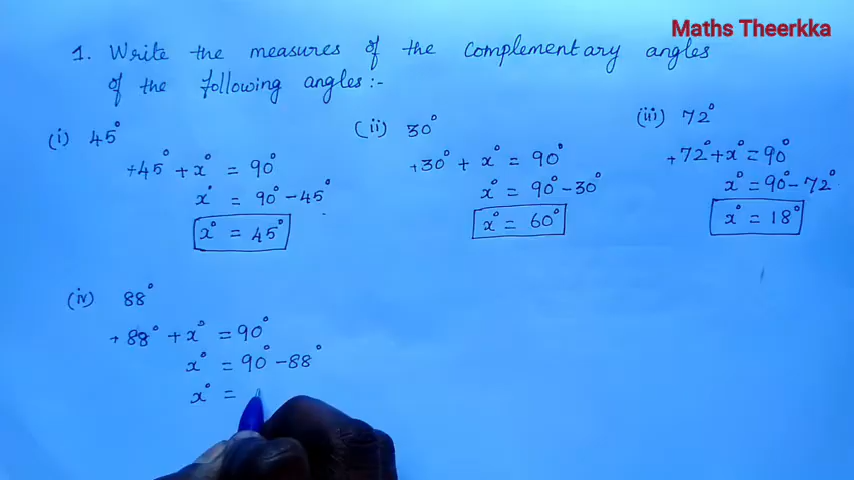 Maths Theerkka
1. Write the measures of the complementary angles
of the following angles:-
(i) 45°
+45° + x° = 90°
x° = 90° - 45°
x° = 45°
(ii) 30°
+30° + x° = 90°
x° = 90° - 30°
x° = 60°
(iii) 72°
+72° + x° = 90°
x° = 90° - 72°
x° = 18°
(iv) 88°
+88° + x° = 90°
x° = 90° - 88°
x° =